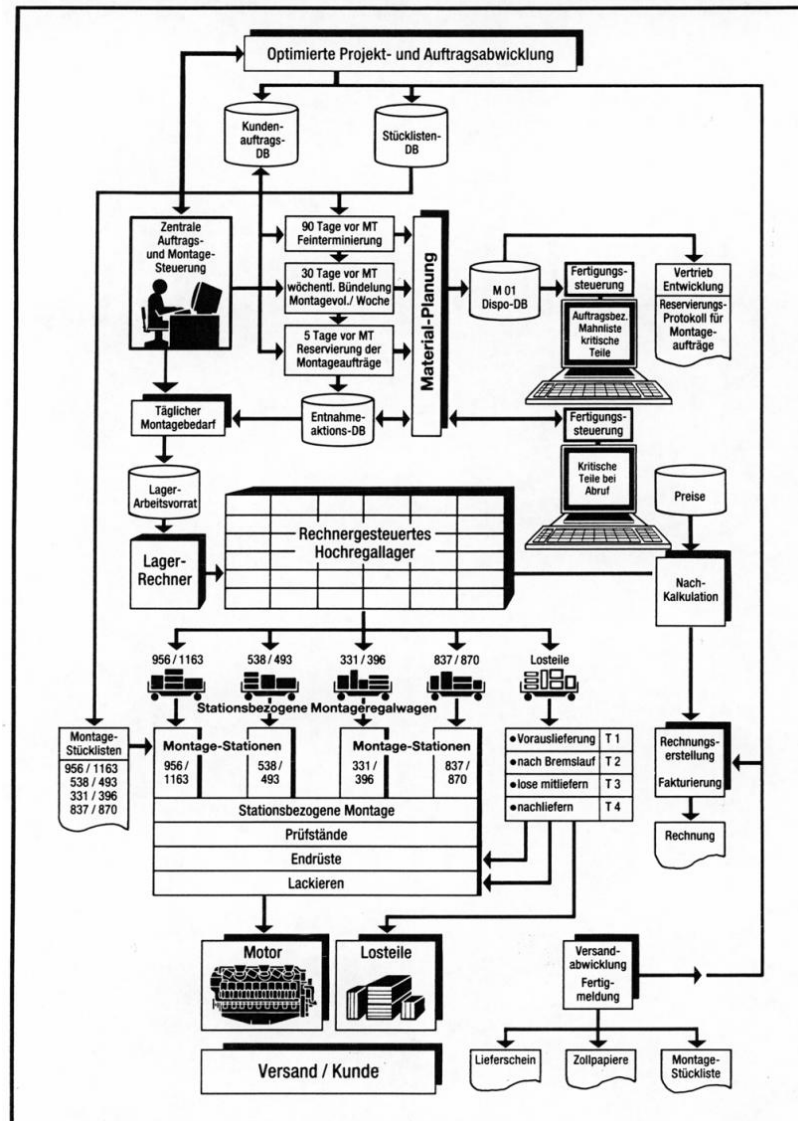 Optimierte Projekt- und Auftragsabwicklung
Kunden-
auftrags-
DB
Stücklisten-
DB
Zentrale
Auftrags-
und Montage-
Steuerung
90 Tage vor MT
Feinterminierung
30 Tage vor MT
wöchentl. Bündelung
Montagevol./ Woche
5 Tage vor MT
Reservierung der
Montageaufträge
Material-Planung
M 01
Dispo-DB
Fertigungs-
steuerung
Auftragsbez.
Mahnliste
kritische
Teile
Vertrieb
Entwicklung
Reservierungs-
Protokoll für
Montage-
aufträge
Täglicher
Montagebedarf
Entnahme-
aktions-DB
Fertigungs-
steuerung
Kritische
Teile bei
Abruf
Lager-
Arbeitsvorrat
Preise
Lager-
Rechner
Rechnergesteuertes
Hochregallager
Nach-
Kalkulation
956 / 1163
538 / 493
331 / 396
837 / 870
Losteile
Stationsbezogene Montageregalwagen
Montage-
Stücklisten
956 / 1163
538 / 493
331 / 396
837 / 870
Montage-Stationen
Montage-Stationen
956 /
1163
538 /
493
331 /
396
837 /
870
Stationsbezogene Montage
Prüfstände
Endrüste
Lackieren
• Vorauslieferung T 1
• nach Bremslauf T 2
• lose mitliefern T 3
• nachliefern T 4
Rechnungs-
erstellung
Fakturierung
Rechnung
Motor
Losteile
Versand-
abwicklung
Fertig-
meldung
Versand / Kunde
Lieferschein
Zollpapiere
Montage-
Stückliste